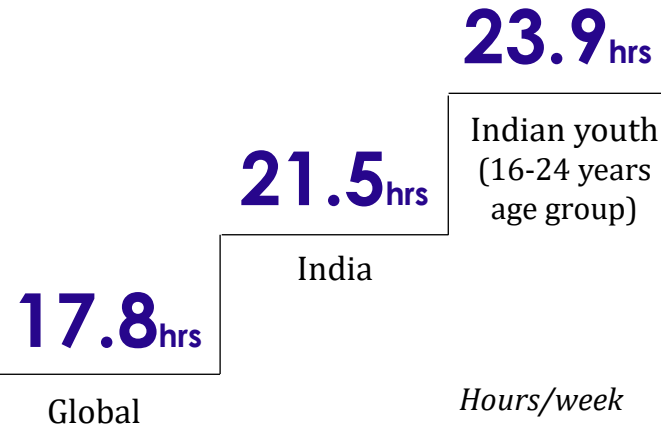 23.9hrs
Indian youth
(16-24 years
age group)
21.5hrs
India
17.8hrs
Global
Hours/week